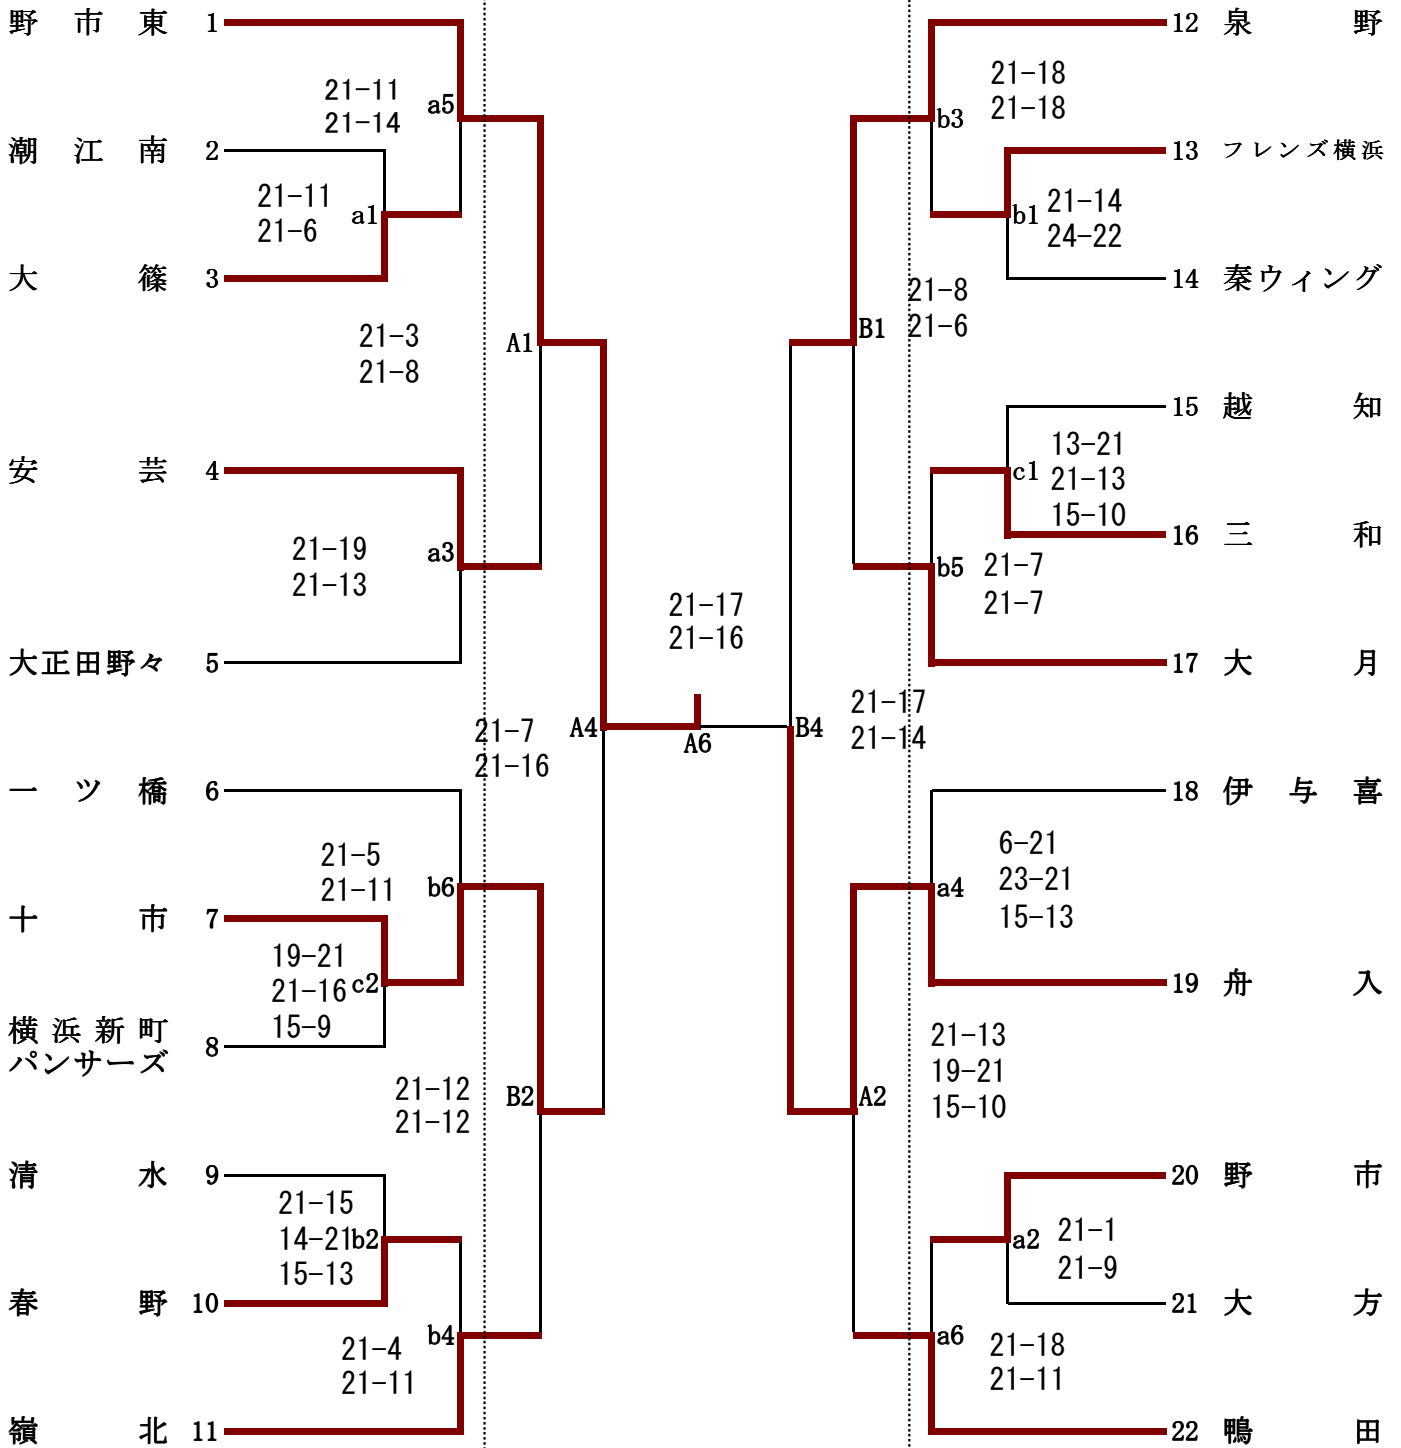 野市東 1
21-11
21-14
a5
潮江南 2
21-11
21-6
a1
大篠 3
21-3
21-8
A1
安芸 4
21-19
21-13
a3
大正田野々 5
21-7
21-16
A4
一ツ橋 6
21-5
21-11
b6
十市 7
19-21
21-16
15-9
c2
横浜新町
パンサーズ 8
21-12
21-12
B2
清水 9
21-15
14-21
15-13
b2
春野 10
21-4
21-11
b4
嶺北 11
21-17
21-16
A6
12 泉野
b3
21-18
21-18
13 フレンズ横浜
b1
21-14
24-22
14 秦ウィング
B1
21-8
21-6
15 越知
c1
13-21
21-13
15-10
16 三和
b5
21-7
21-7
17 大月
B4
21-17
21-14
18 伊与喜
a4
6-21
23-21
15-13
19 舟入
A2
21-13
19-21
15-10
20 野市
a2
21-1
21-9
21 大方
a6
21-18
21-11
22 鴨田